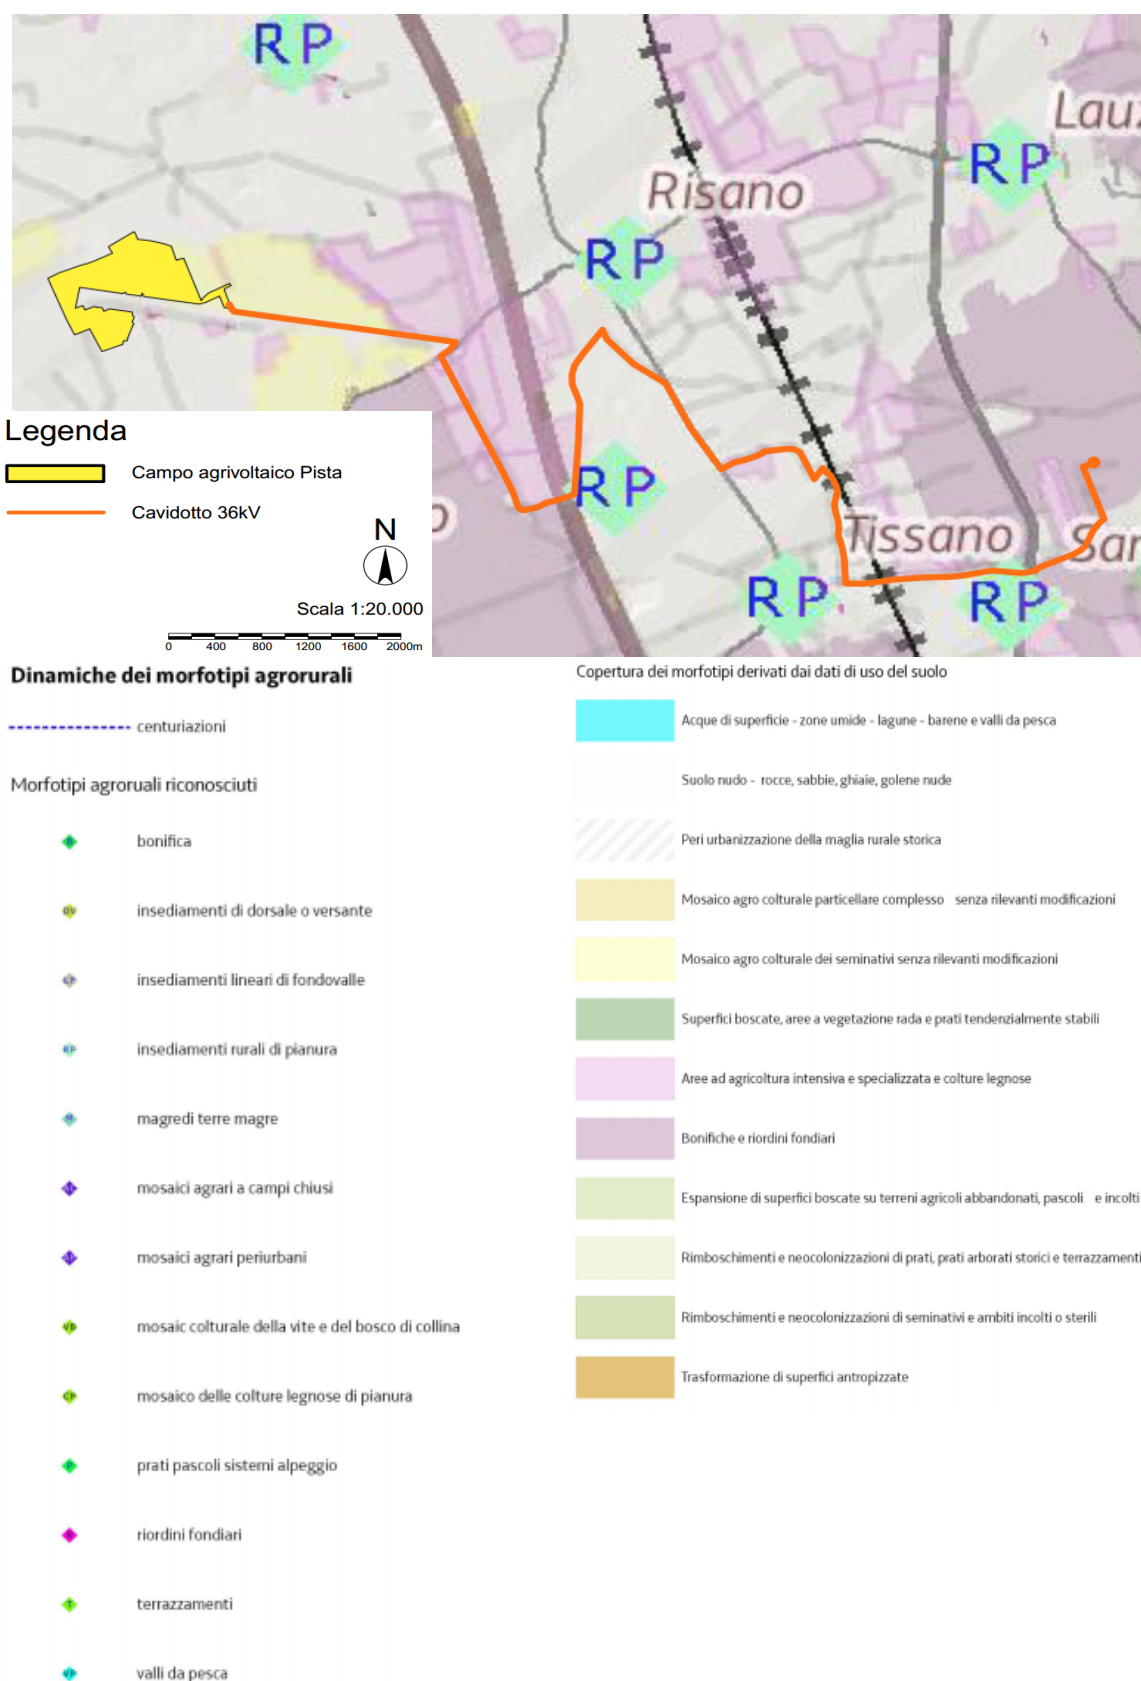 RP
Lauz
RP
Risano
RP
RP
Tissano
San
RP
RP
Legenda
Campo agrivoltaico Pista
Cavidotto 36kV
N
Scala 1:20.000
0 400 800 1200 1600 2000m
Dinamiche dei morfotipi agrorurali
centuriazioni
Morfotipi agroruali riconosciuti
bonifica
DV insediamenti di dorsale o versante
insediamenti lineari di fondovalle
RP insediamenti rurali di pianura
M magredi terre magre
mosaici agrari a campi chiusi
mosaici agrari periurbani
VB mosaic colturale della vite e del bosco di collina
CP mosaico delle colture legnose di pianura
P prati pascoli sistemi alpeggio
riordini fondiari
T terrazzamenti
VP valli da pesca
Copertura dei morfotipi derivati dai dati di uso del suolo
Acque di superficie - zone umide - lagune - barene e valli da pesca
Suolo nudo - rocce, sabbie, ghiaie, golene nude
Peri urbanizzazione della maglia rurale storica
Mosaico agro colturale particellare complesso senza rilevanti modificazioni
Mosaico agro colturale dei seminativi senza rilevanti modificazioni
Superfici boscate, aree a vegetazione rada e prati tendenzialmente stabili
Aree ad agricoltura intensiva e specializzata e colture legnose
Bonifiche e riordini fondiari
Espansione di superfici boscate su terreni agricoli abbandonati, pascoli e incolti
Rimboschimenti e neocolonizzazioni di prati, prati arborati storici e terrazzamenti
Rimboschimenti e neocolonizzazioni di seminativi e ambiti incolti o sterili
Trasformazione di superfici antropizzate